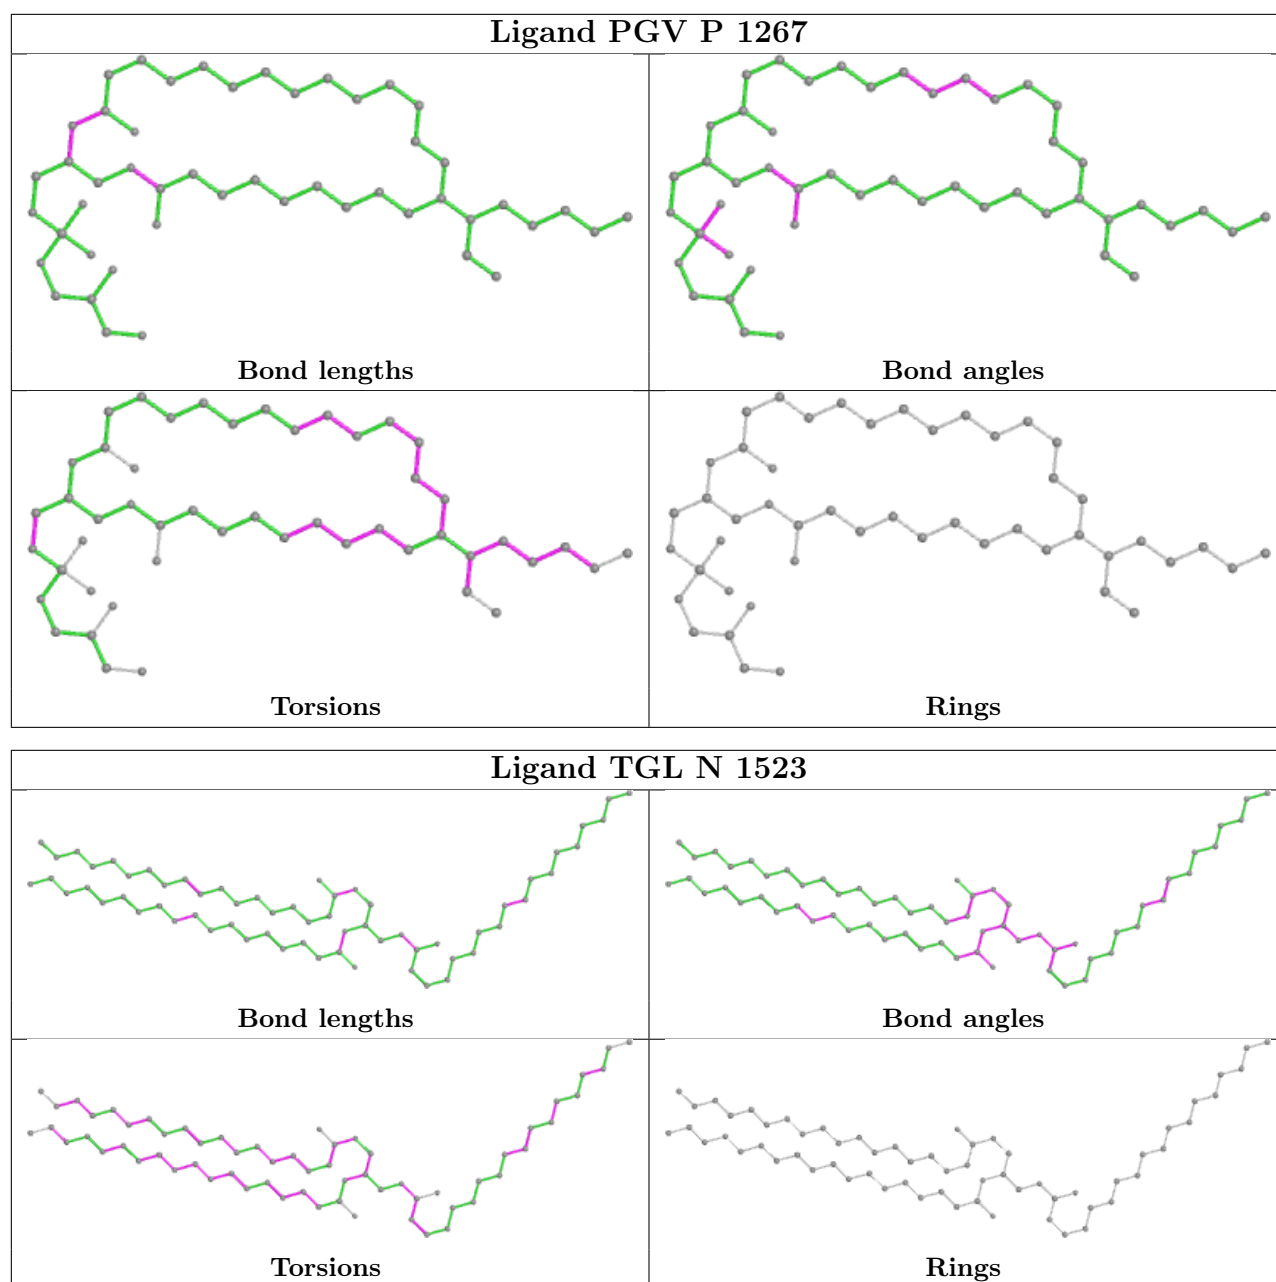 Ligand PGV P 1267
Bond lengths
Bond angles
Torsions
Rings
Ligand TGL N 1523
Bond lengths
Bond angles
Torsions
Rings